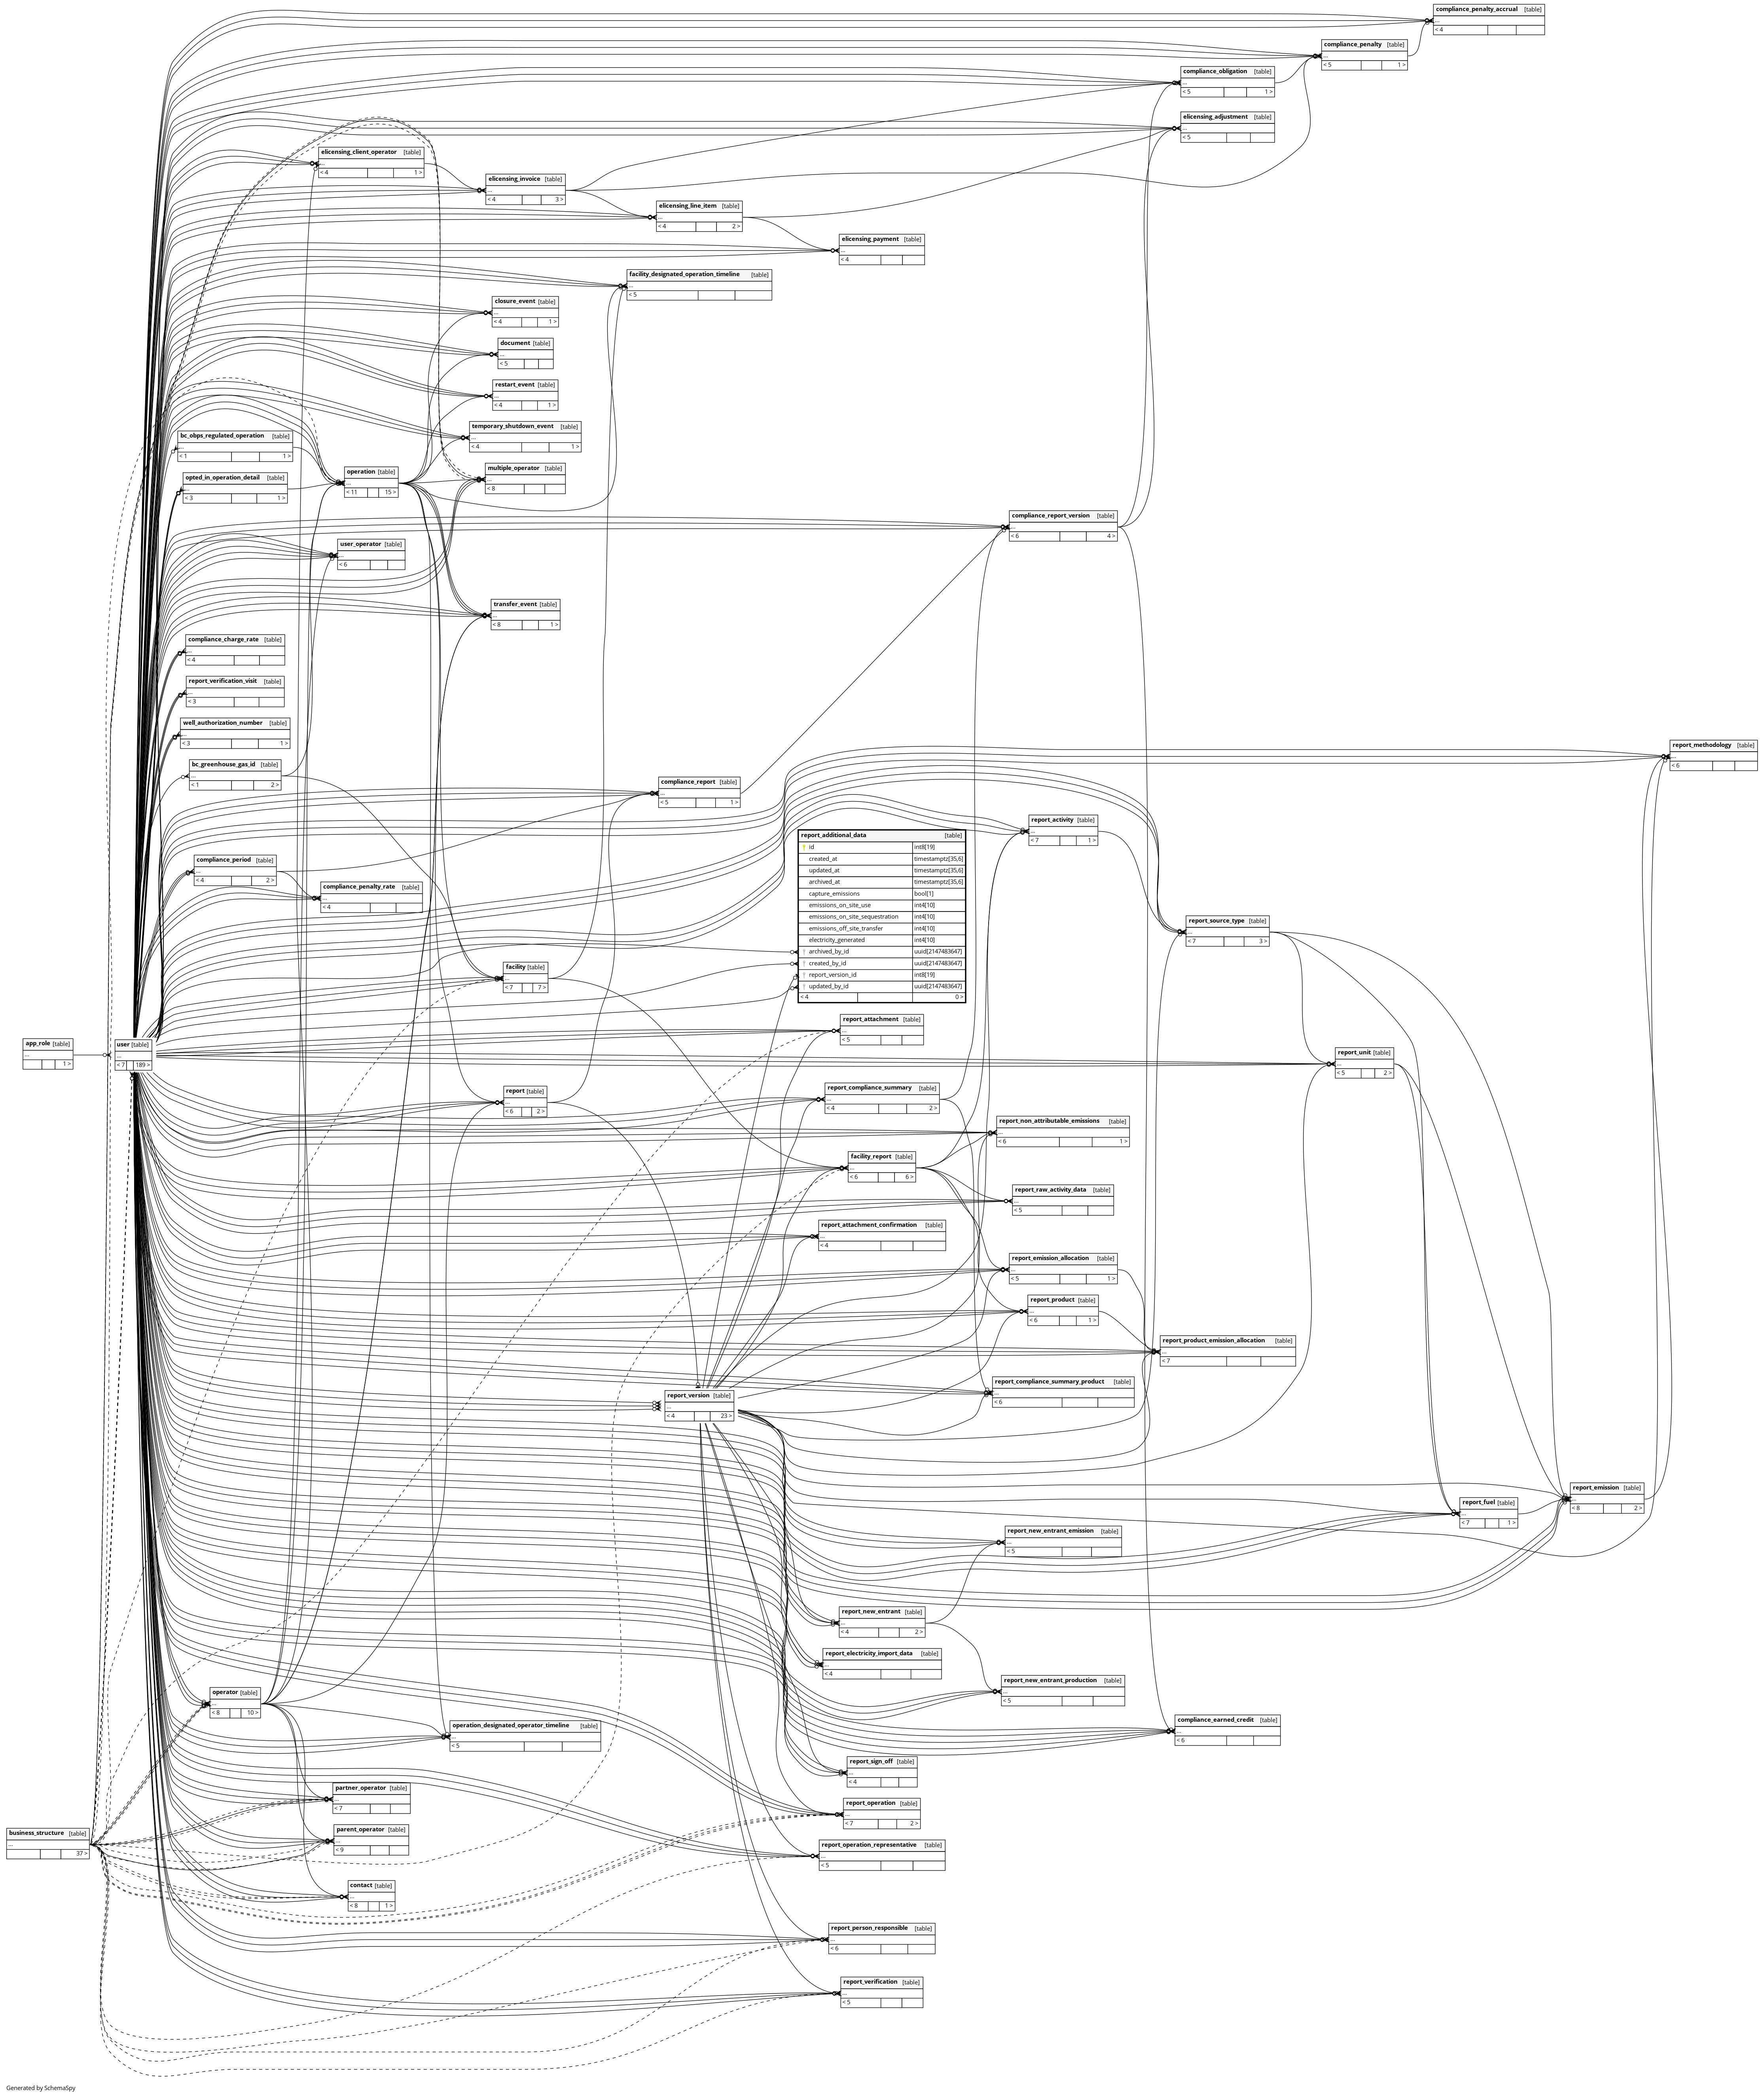 compliance_penalty_accrual [table]
...
< 4
compliance_penalty [table]
...
< 5 1 >
compliance_obligation [table]
...
< 5 1 >
elicensing_adjustment [table]
...
< 5
elicensing_client_operator [table]
...
< 4 1 >
elicensing_invoice [table]
...
< 4 3 >
elicensing_line_item [table]
...
< 4 2 >
elicensing_payment [table]
...
< 4
facility_designated_operation_timeline [table]
...
< 5
closure_event [table]
...
< 4 1 >
document [table]
...
< 5
restart_event [table]
...
< 4 1 >
temporary_shutdown_event [table]
...
< 4 1 >
bc_obps_regulated_operation [table]
...
< 1 1 >
multiple_operator [table]
...
< 8
operation [table]
...
< 11 15 >
opted_in_operation_detail [table]
...
< 3 1 >
compliance_report_version [table]
...
< 6 4 >
user_operator [table]
...
< 6
transfer_event [table]
...
< 8 1 >
compliance_charge_rate [table]
...
< 4
report_verification_visit [table]
...
< 3
well_authorization_number [table]
...
< 3 1 >
report_methodology [table]
...
< 6
bc_greenhouse_gas_id [table]
...
< 1 2 >
compliance_report [table]
...
< 5 1 >
report_activity [table]
...
< 7 1 >
report_additional_data [table]
id int8[19]
created_at timestamptz[35,6]
updated_at timestamptz[35,6]
archived_at timestamptz[35,6]
capture_emissions bool[1]
emissions_on_site_use int4[10]
emissions_on_site_sequestration int4[10]
emissions_off_site_transfer int4[10]
electricity_generated int4[10]
archived_by_id uuid[2147483647]
created_by_id uuid[2147483647]
report_version_id int8[19]
updated_by_id uuid[2147483647]
< 4 0 >
compliance_period [table]
...
< 4 2 >
compliance_penalty_rate [table]
...
< 4
report_source_type [table]
...
< 7 3 >
facility [table]
...
< 7 7 >
report_attachment [table]
...
< 5
app_role [table]
...
1 >
user [table]
...
< 7 189 >
report_unit [table]
...
< 5 2 >
report [table]
...
< 6 2 >
report_compliance_summary [table]
...
< 4 2 >
report_non_attributable_emissions [table]
...
< 6 1 >
facility_report [table]
...
< 6 6 >
report_raw_activity_data [table]
...
< 5
report_attachment_confirmation [table]
...
< 4
report_emission_allocation [table]
...
< 5 1 >
report_product [table]
...
< 6 1 >
report_product_emission_allocation [table]
...
< 7
report_compliance_summary_product [table]
...
< 6
report_version [table]
...
< 4 23 >
report_emission [table]
...
< 8 2 >
report_fuel [table]
...
< 7 1 >
report_new_entrant_emission [table]
...
< 5
report_new_entrant [table]
...
< 4 2 >
report_electricity_import_data [table]
...
< 4
report_new_entrant_production [table]
...
< 5
operator [table]
...
< 8 10 >
compliance_earned_credit [table]
...
< 6
operation_designated_operator_timeline [table]
...
< 5
report_sign_off [table]
...
< 4
partner_operator [table]
...
< 7
report_operation [table]
...
< 7 2 >
business_structure [table]
...
37 >
parent_operator [table]
...
< 9
report_operation_representative [table]
...
< 5
contact [table]
...
< 8 1 >
report_person_responsible [table]
...
< 6
report_verification [table]
...
< 5
Generated by SchemaSpy